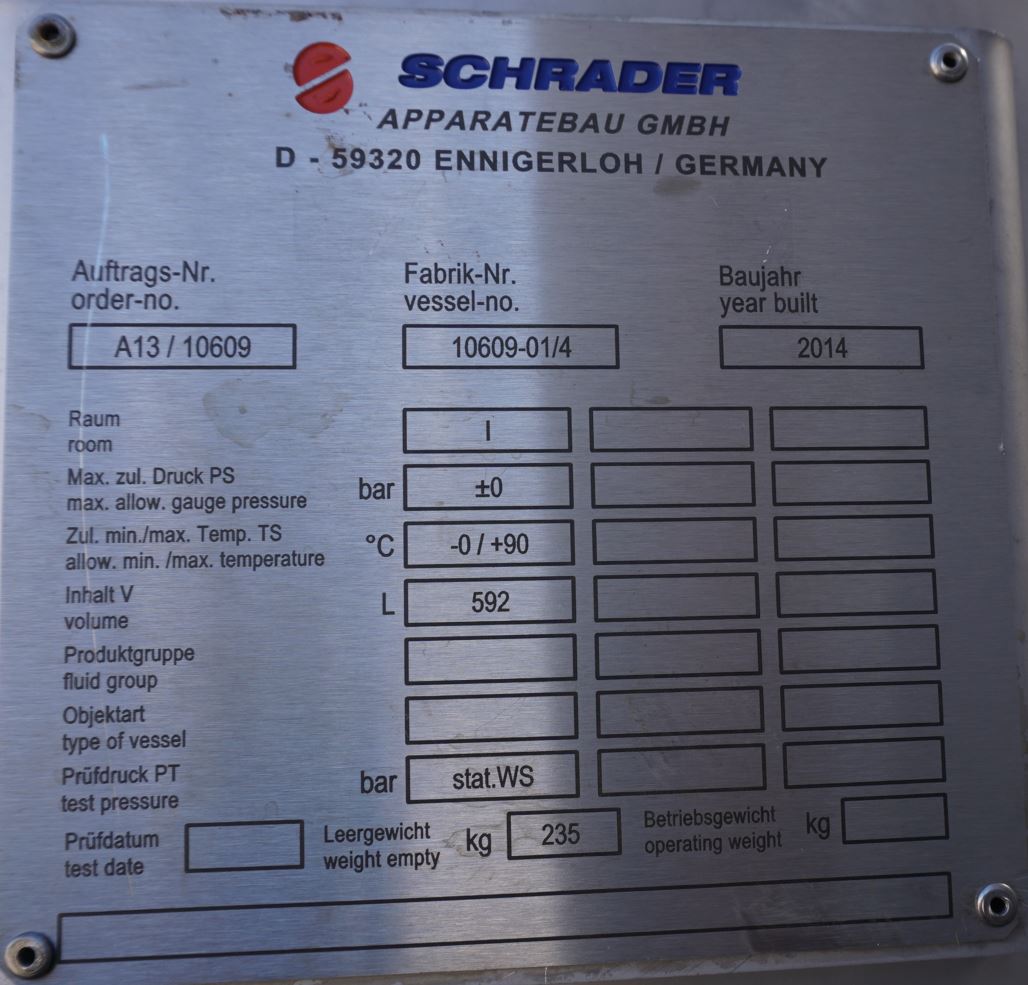 SCHRADER
APPARATEBAU GMBH
D - 59320 ENNIGERLOH / GERMANY
Auftrags-Nr.
order-no.
A13 / 10609
Fabrik-Nr.
vessel-no.
10609-01/4
Baujahr
year built
2014
Raum
room
I
Max. zul. Druck PS
max. allow. gauge pressure
bar
±0
Zul. min./max. Temp. TS
allow. min. /max. temperature
°C
-0 / +90
Inhalt V
volume
L
592
Produktgruppe
fluid group
Objektart
type of vessel
Prüfdruck PT
test pressure
bar
stat.WS
Prüfdatum
test date
Leergewicht
weight empty
kg
235
Betriebsgewicht
operating weight
kg